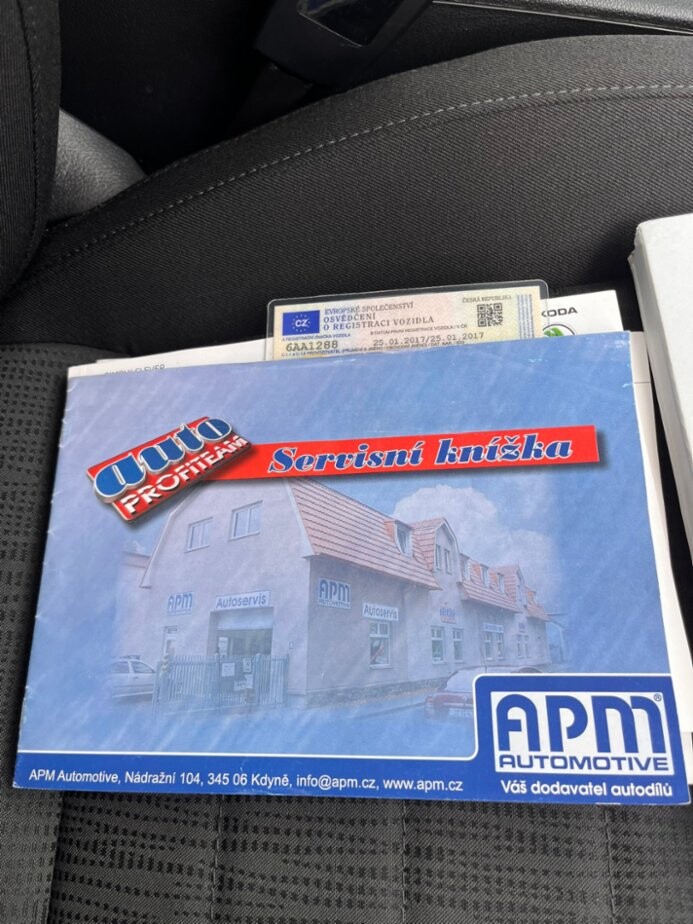 EVROPSKÉ SPOLEČENSTVÍ
ČESKÁ REPUBLIKA
OSVĚDČENÍ
O REGISTRACI VOZIDLA
CZ
6AA1288
25.01.2017/25.01.2017
KODA
auto
PROFITEAM
Servisní knížka
APM
Autoservis
APM
AUTOMOTIVE
Autoservis
APM®
AUTOMOTIVE
Váš dodavatel autodílů
APM Automotive, Nádražní 104, 345 06 Kdyně, info@apm.cz, www.apm.cz